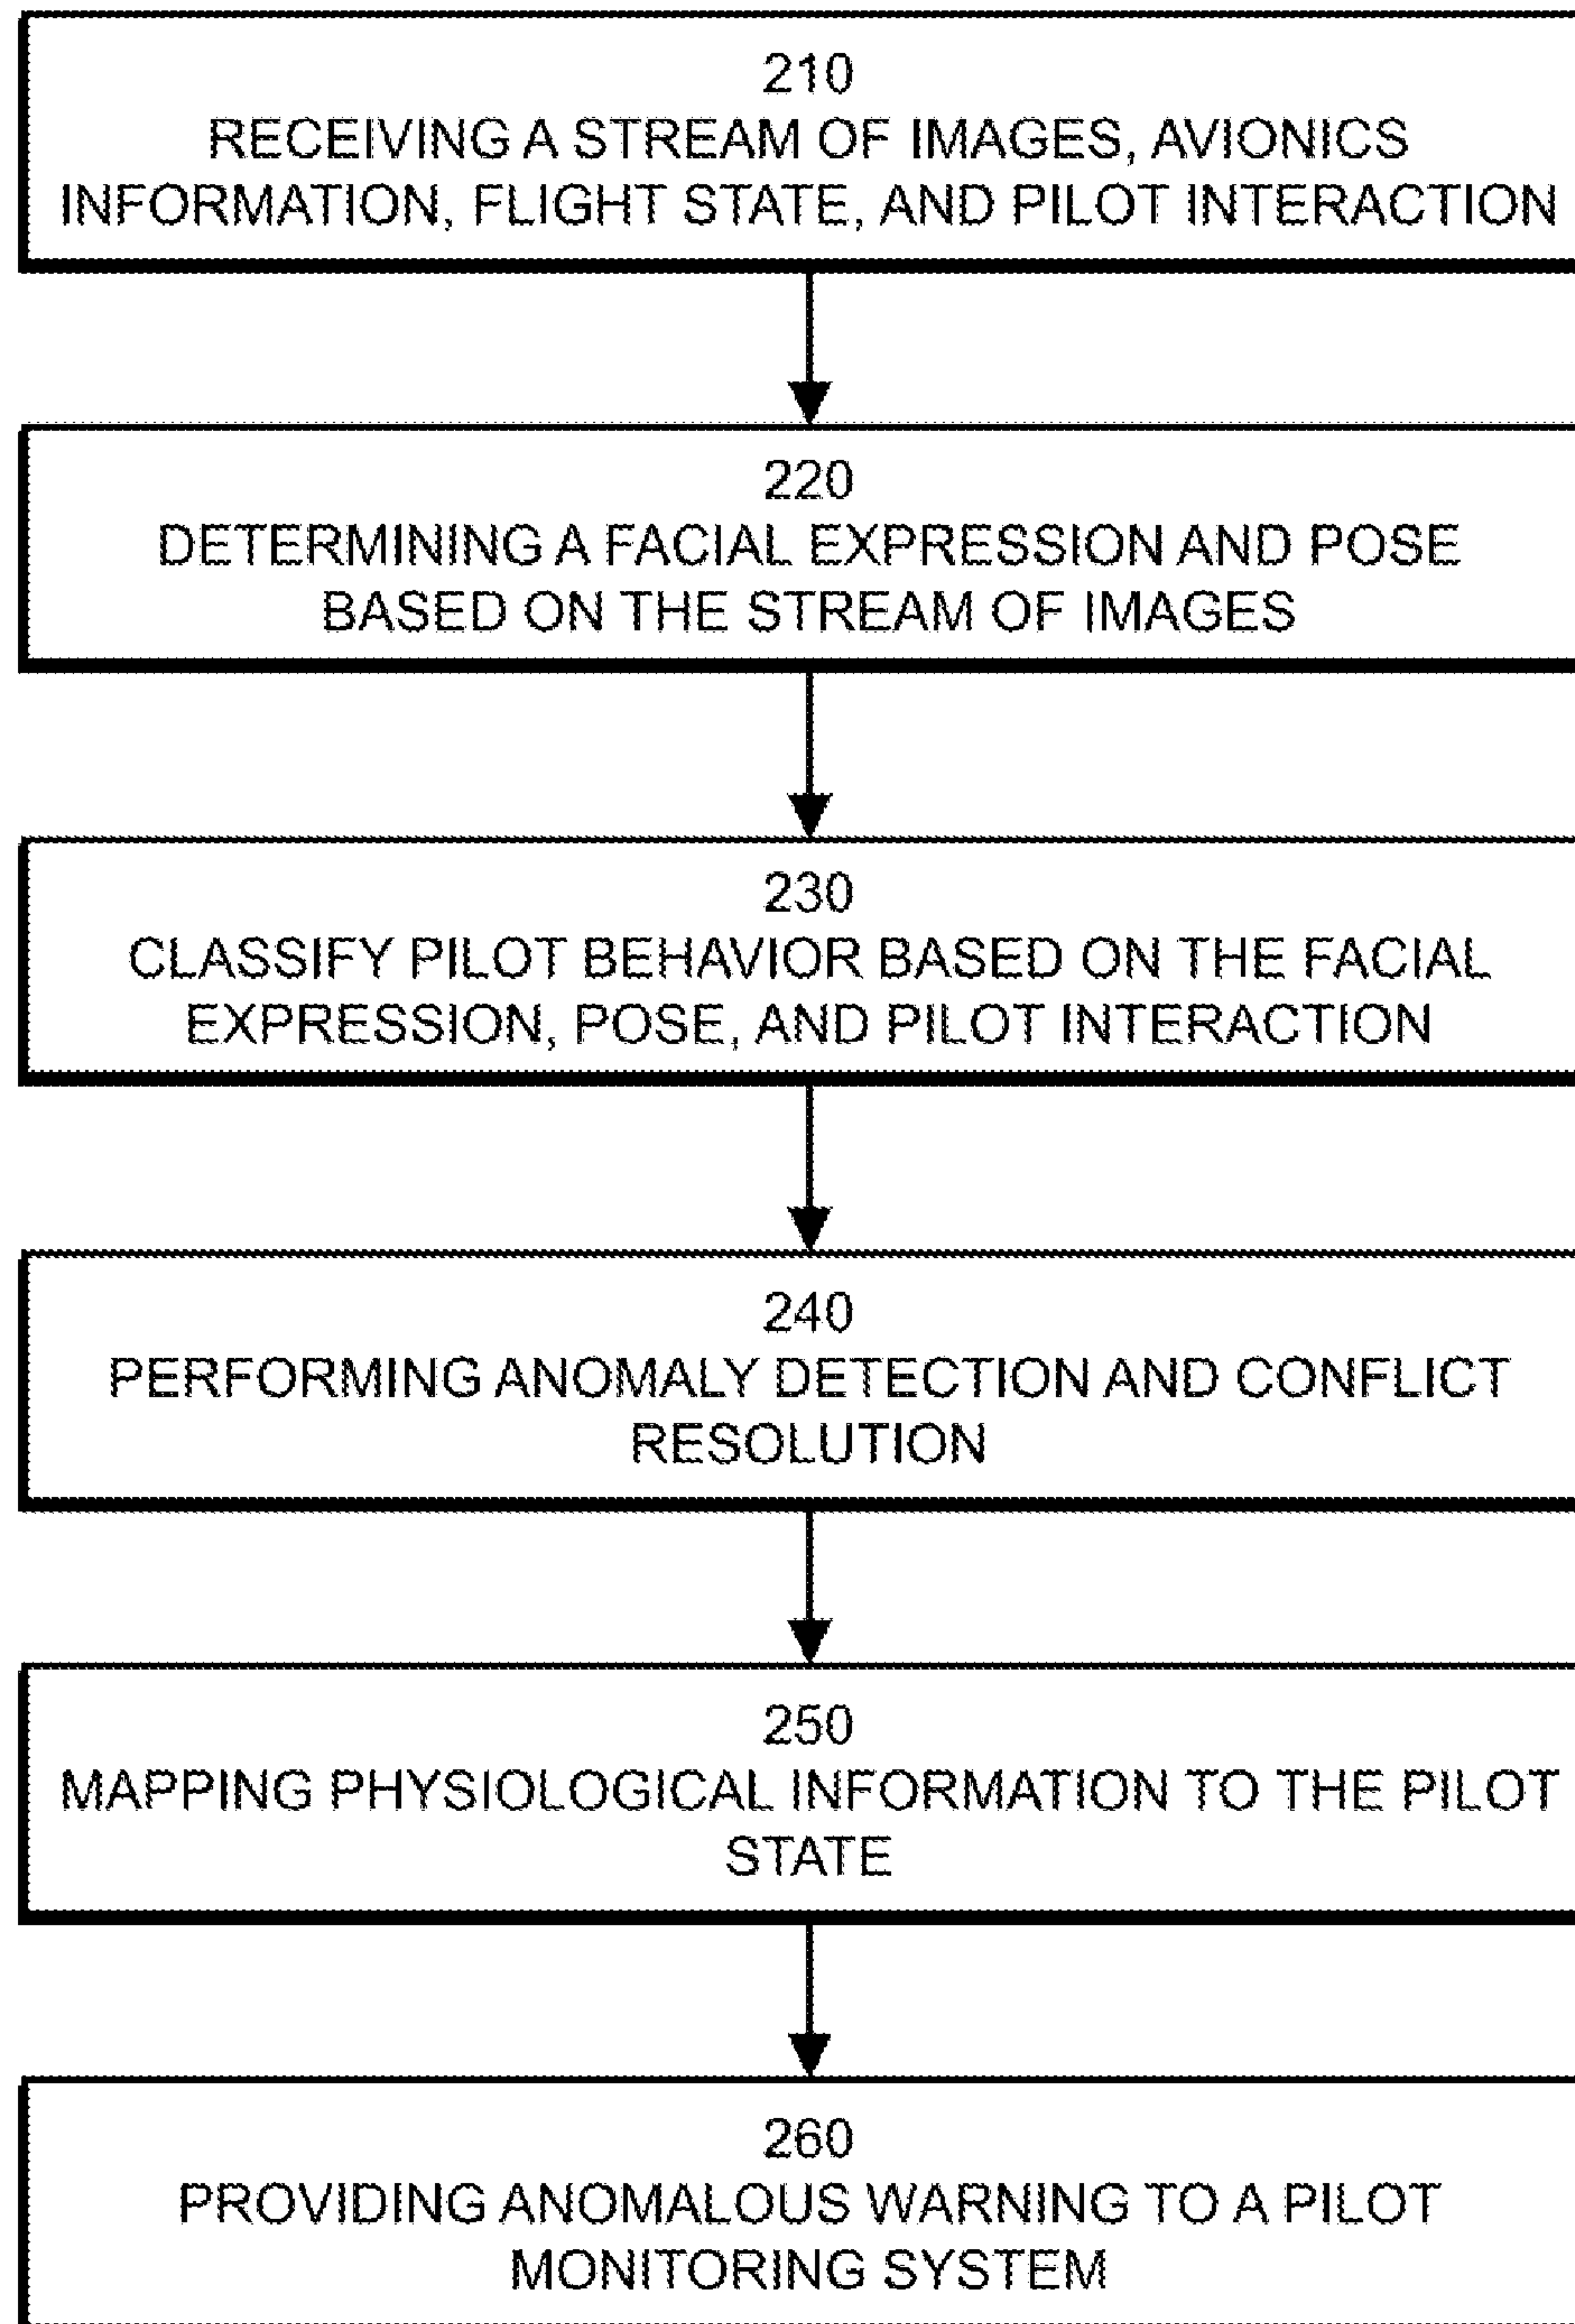 210
RECEIVING A STREAM OF IMAGES, AVIONICS
INFORMATION, FLIGHT STATE, AND PILOT INTERACTION
220
DETERMINING A FACIAL EXPRESSION AND POSE
BASED ON THE STREAM OF IMAGES
230
CLASSIFY PILOT BEHAVIOR BASED ON THE FACIAL
EXPRESSION, POSE, AND PILOT INTERACTION
240
PERFORMING ANOMALY DETECTION AND CONFLICT
RESOLUTION
250
MAPPING PHYSIOLOGICAL INFORMATION TO THE PILOT
STATE
260
PROVIDING ANOMALOUS WARNING TO A PILOT
MONITORING SYSTEM